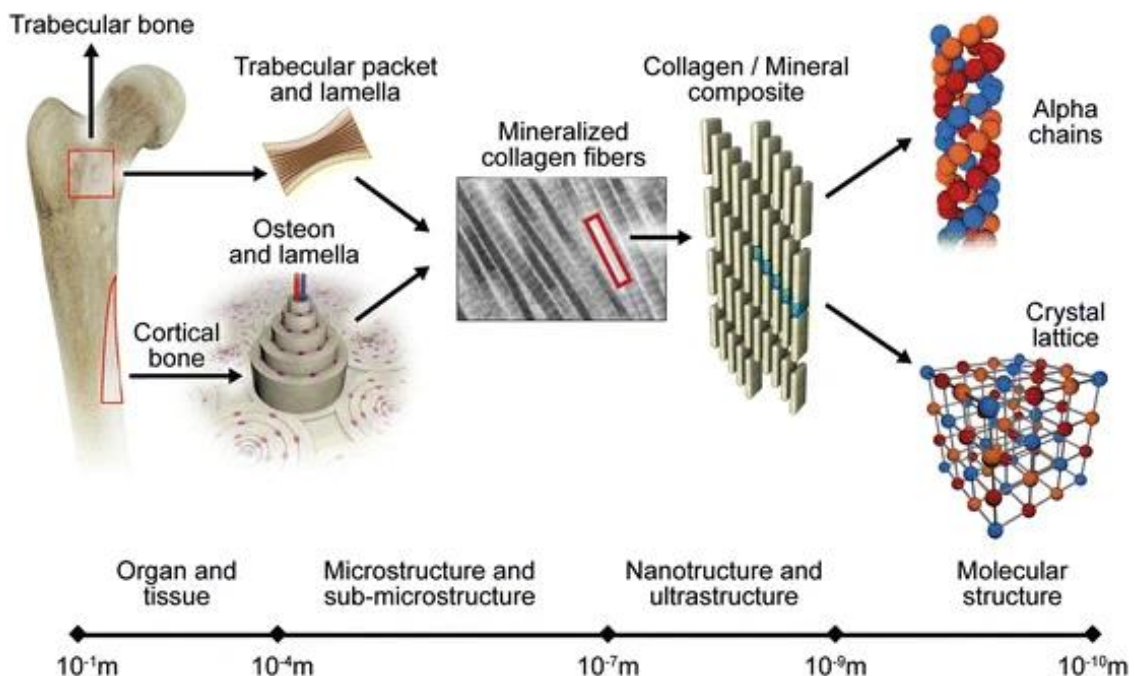 Trabecular bone
Trabecular packet
and lamella
Collagen / Mineral
composite
Alpha
chains
Mineralized
collagen fibers
Osteon
and lamella
Cortical
bone
Crystal
lattice
Organ and
tissue
Microstructure and
sub-microstructure
Nanotructure and
ultrastructure
Molecular
structure
10-1m
10-4m
10-7m
10-9m
10-10m